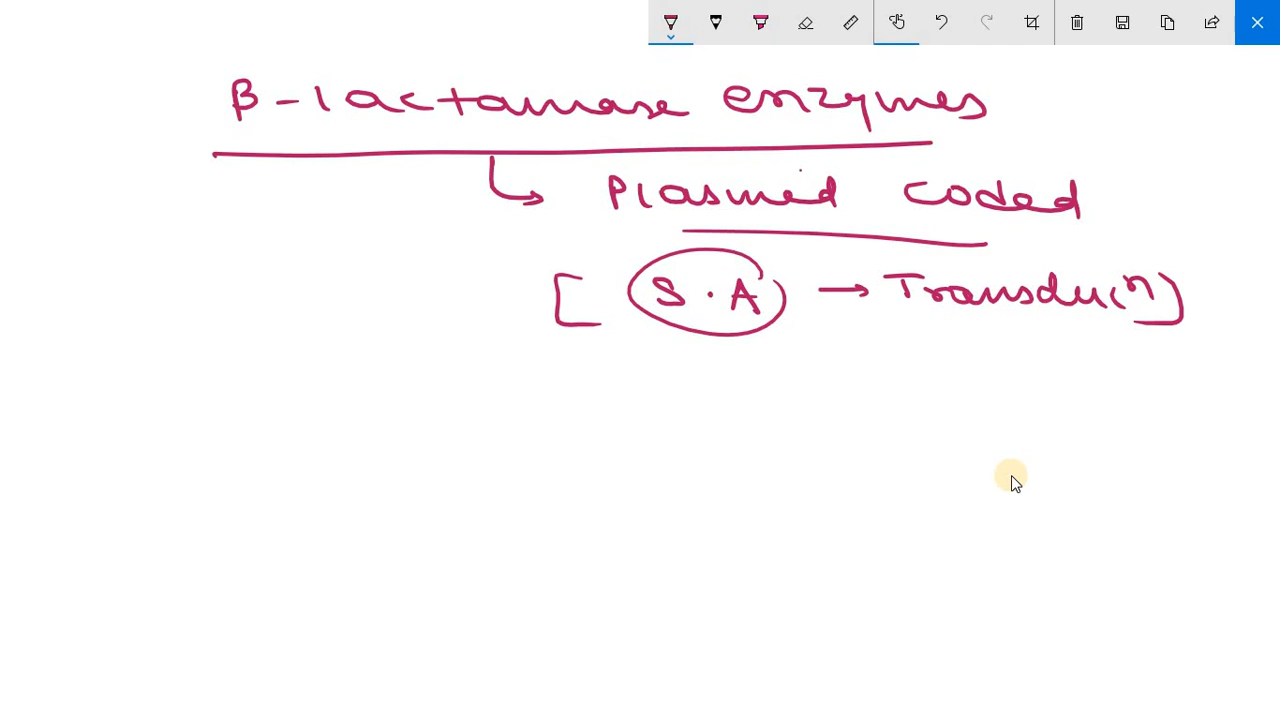 β-lactamase enzymes
↳ Plasmid coded
[ S.A → Transduc(n) ]